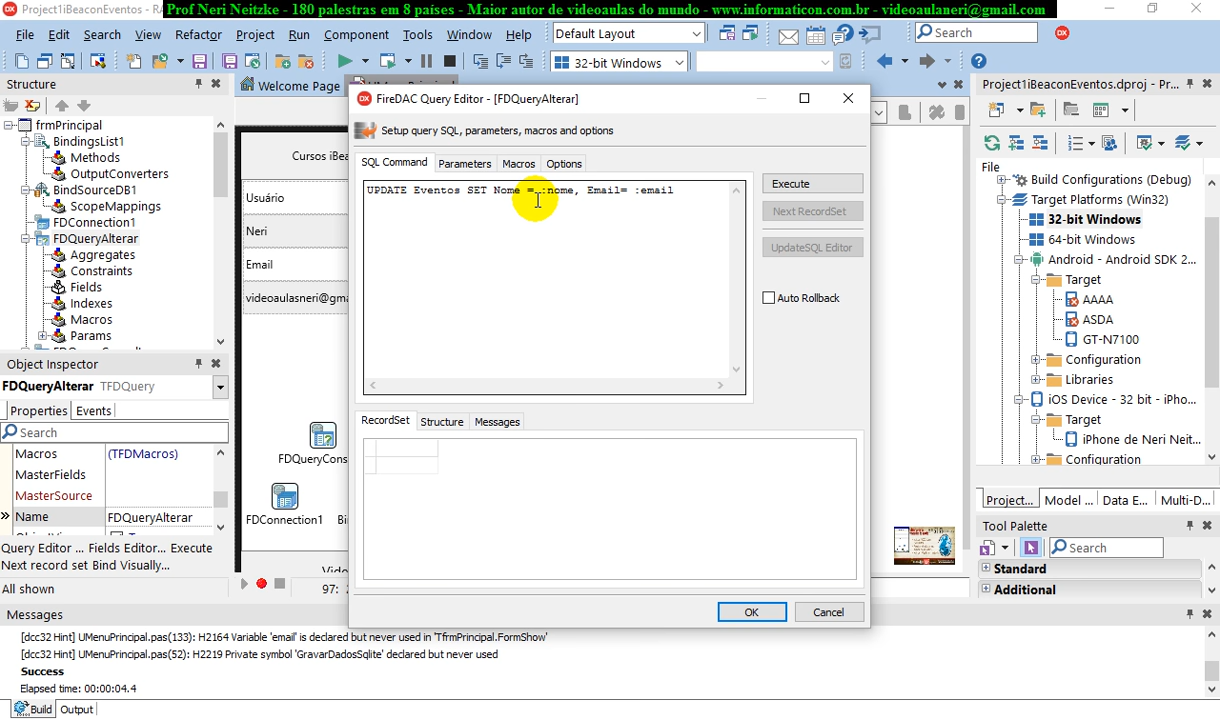 Project1iBeaconEventos - RA
Prof Neri Neitzke - 180 palestras em 8 países - Maior autor de videoaulas do mundo - www.informaticon.com.br - videoaulaneri@gmail.com
File Edit Search View Refactor Project Run Component Tools Window Help
Default Layout
Search
32-bit Windows
Structure
Welcome Page
frmPrincipal
BindingsList1
Methods
OutputConverters
BindSourceDB1
ScopeMappings
FDConnection1
FDQueryAlterar
Aggregates
Constraints
Fields
Indexes
Macros
Params
Object Inspector
FDQueryAlterar TFDQuery
Properties Events
Search
Macros (TFDMacros)
MasterFields
MasterSource
Name FDQueryAlterar
Query Editor ... Fields Editor... Execute
Next record set Bind Visually...
All shown
Cursos iBea
Usuário
Neri
Email
videoaulasneri@gma
FDQueryCons
FDConnection1 Bi
Video
97:
FireDAC Query Editor - [FDQueryAlterar]
Setup query SQL, parameters, macros and options
SQL Command Parameters Macros Options
UPDATE Eventos SET Nome = :nome, Email= :email
Execute
Next RecordSet
UpdateSQL Editor
Auto Rollback
RecordSet Structure Messages
OK Cancel
Project1iBeaconEventos.dproj - Pr...
File
Build Configurations (Debug)
Target Platforms (Win32)
32-bit Windows
64-bit Windows
Android - Android SDK 2...
Target
AAAA
ASDA
GT-N7100
Configuration
Libraries
iOS Device - 32 bit - iPho...
Target
iPhone de Neri Neit...
Configuration
Project... Model ... Data E... Multi-D...
Tool Palette
Search
Standard
Additional
Messages
[dcc32 Hint] UMenuPrincipal.pas(133): H2164 Variable 'email' is declared but never used in 'TfrmPrincipal.FormShow'
[dcc32 Hint] UMenuPrincipal.pas(52): H2219 Private symbol 'GravarDadosSqlite' declared but never used
Success
Elapsed time: 00:00:04.4
Build Output